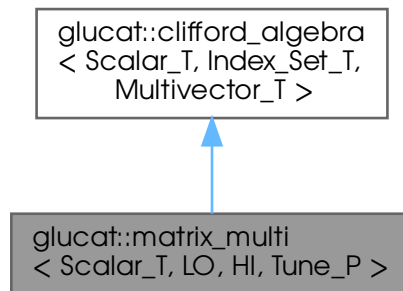 glucat::clifford_algebra
< Scalar_T, Index_Set_T,
Multivector_T >
glucat::matrix_multi
< Scalar_T, LO, HI, Tune_P >